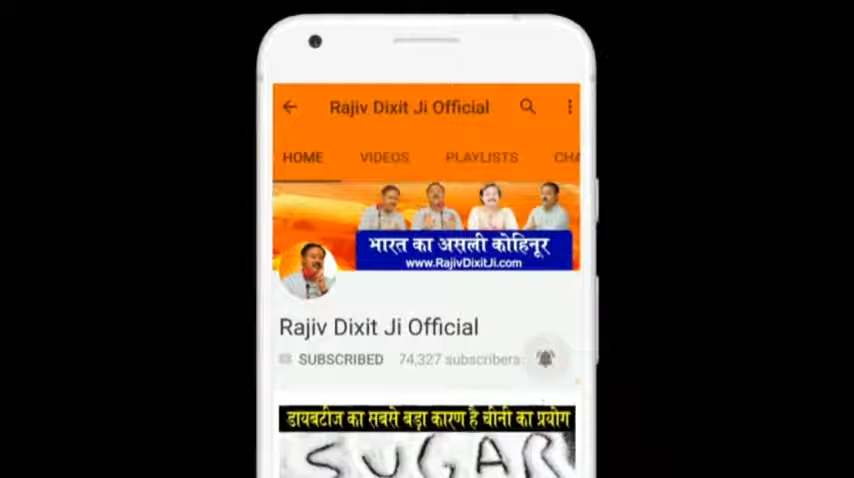 Rajiv Dixit Ji Official
HOME VIDEOS PLAYLISTS CHA
भारत का असली कोहिनूर
www.RajivDixitJi.com
Rajiv Dixit Ji Official
SUBSCRIBED 74,327 subscribers
डायबटीज का सबसे बड़ा कारण है चीनी का प्रयोग
SUGAR